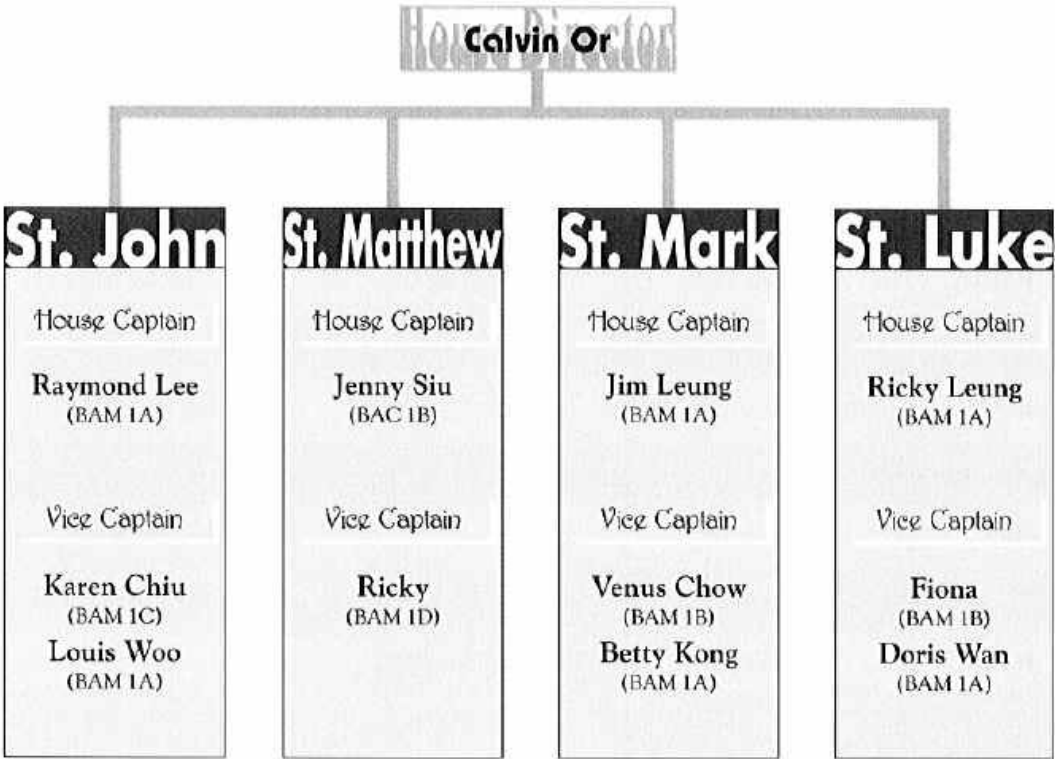 House Director
Calvin Or
St. John
House Captain
Raymond Lee
(BAM 1A)
Vice Captain
Karen Chiu
(BAM 1C)
Louis Woo
(BAM 1A)
St. Matthew
House Captain
Jenny Siu
(BAC 1B)
Vice Captain
Ricky
(BAM 1D)
St. Mark
House Captain
Jim Leung
(BAM 1A)
Vice Captain
Venus Chow
(BAM 1B)
Betty Kong
(BAM 1A)
St. Luke
House Captain
Ricky Leung
(BAM 1A)
Vice Captain
Fiona
(BAM 1B)
Doris Wan
(BAM 1A)